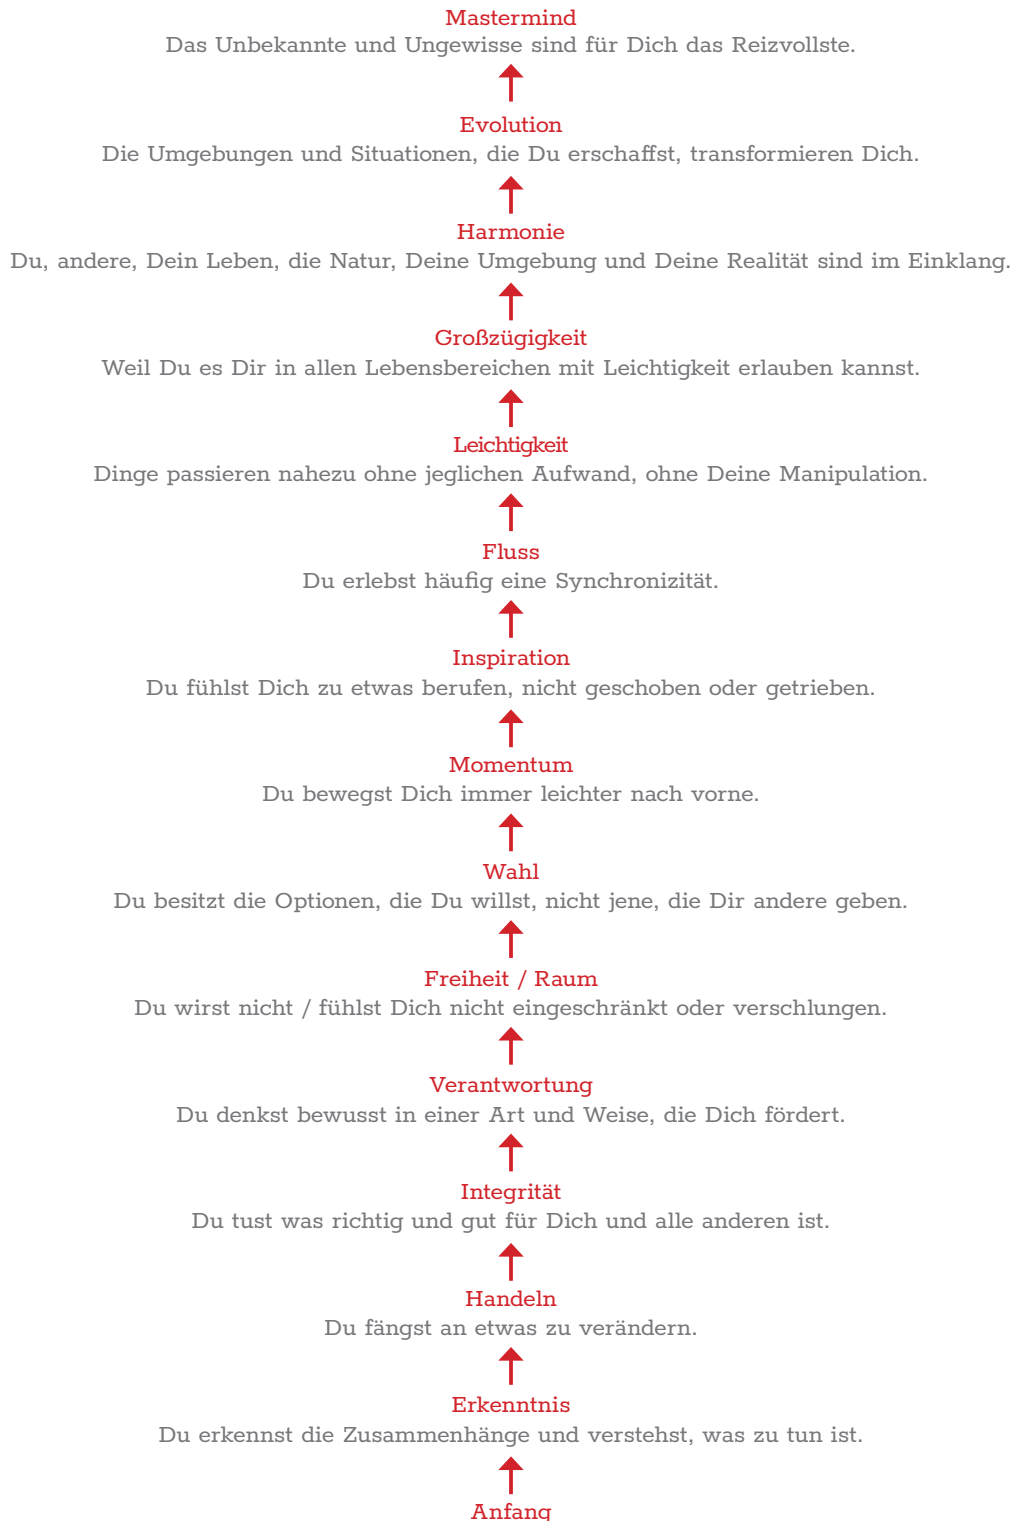 Mastermind
Das Unbekannte und Ungewisse sind für Dich das Reizvollste.
Evolution
Die Umgebungen und Situationen, die Du erschaffst, transformieren Dich.
Harmonie
Du, andere, Dein Leben, die Natur, Deine Umgebung und Deine Realität sind im Einklang.
Großzügigkeit
Weil Du es Dir in allen Lebensbereichen mit Leichtigkeit erlauben kannst.
Leichtigkeit
Dinge passieren nahezu ohne jeglichen Aufwand, ohne Deine Manipulation.
Fluss
Du erlebst häufig eine Synchronizität.
Inspiration
Du fühlst Dich zu etwas berufen, nicht geschoben oder getrieben.
Momentum
Du bewegst Dich immer leichter nach vorne.
Wahl
Du besitzt die Optionen, die Du willst, nicht jene, die Dir andere geben.
Freiheit / Raum
Du wirst nicht / fühlst Dich nicht eingeschränkt oder verschlungen.
Verantwortung
Du denkst bewusst in einer Art und Weise, die Dich fördert.
Integrität
Du tust was richtig und gut für Dich und alle anderen ist.
Handeln
Du fängst an etwas zu verändern.
Erkenntnis
Du erkennst die Zusammenhänge und verstehst, was zu tun ist.
Anfang